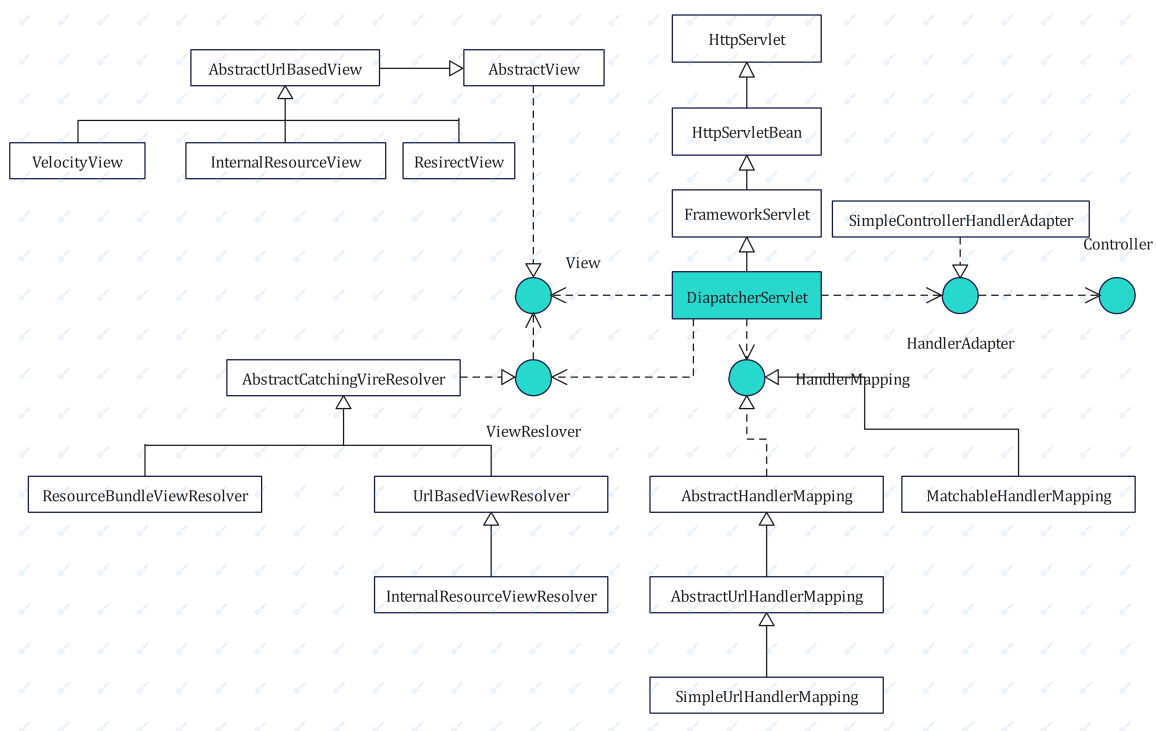 HttpServlet
AbstractUrlBasedView
AbstractView
HttpServletBean
VelocityView
InternalResourceView
ResirectView
FrameworkServlet
SimpleControllerHandlerAdapter
Controller
View
DiapatcherServlet
HandlerAdapter
AbstractCatchingVireResolver
HandlerMapping
ViewReslover
ResourceBundleViewResolver
UrlBasedViewResolver
AbstractHandlerMapping
MatchableHandlerMapping
InternalResourceViewResolver
AbstractUrlHandlerMapping
SimpleUrlHandlerMapping